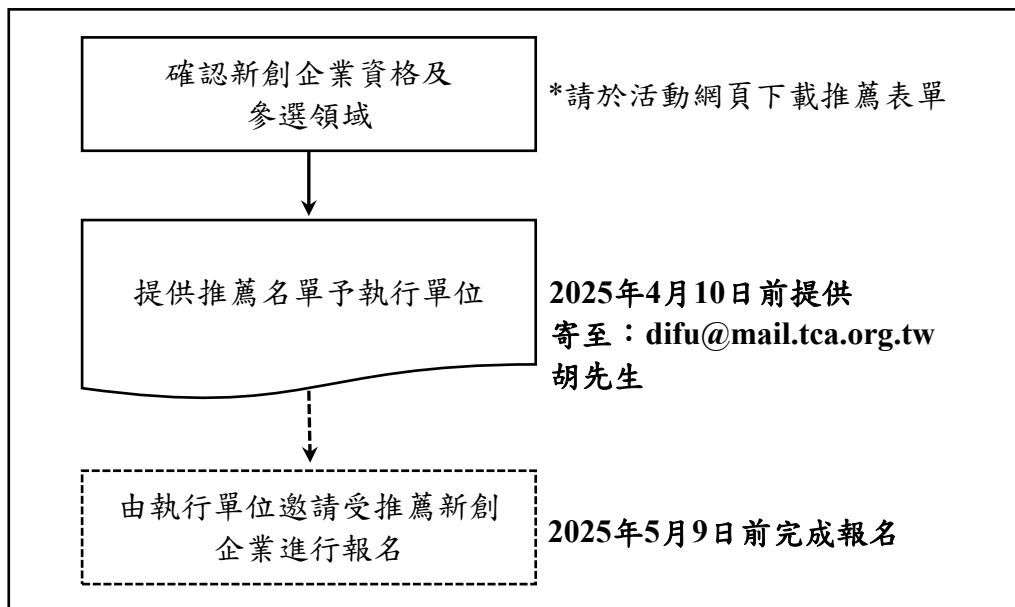 確認新創企業資格及
參選領域
*請於活動網頁下載推薦表單
提供推薦名單予執行單位
2025年4月10日前提供
寄至：difu@mail.tca.org.tw
胡先生
由執行單位邀請受推薦新創
企業進行報名
2025年5月9日前完成報名